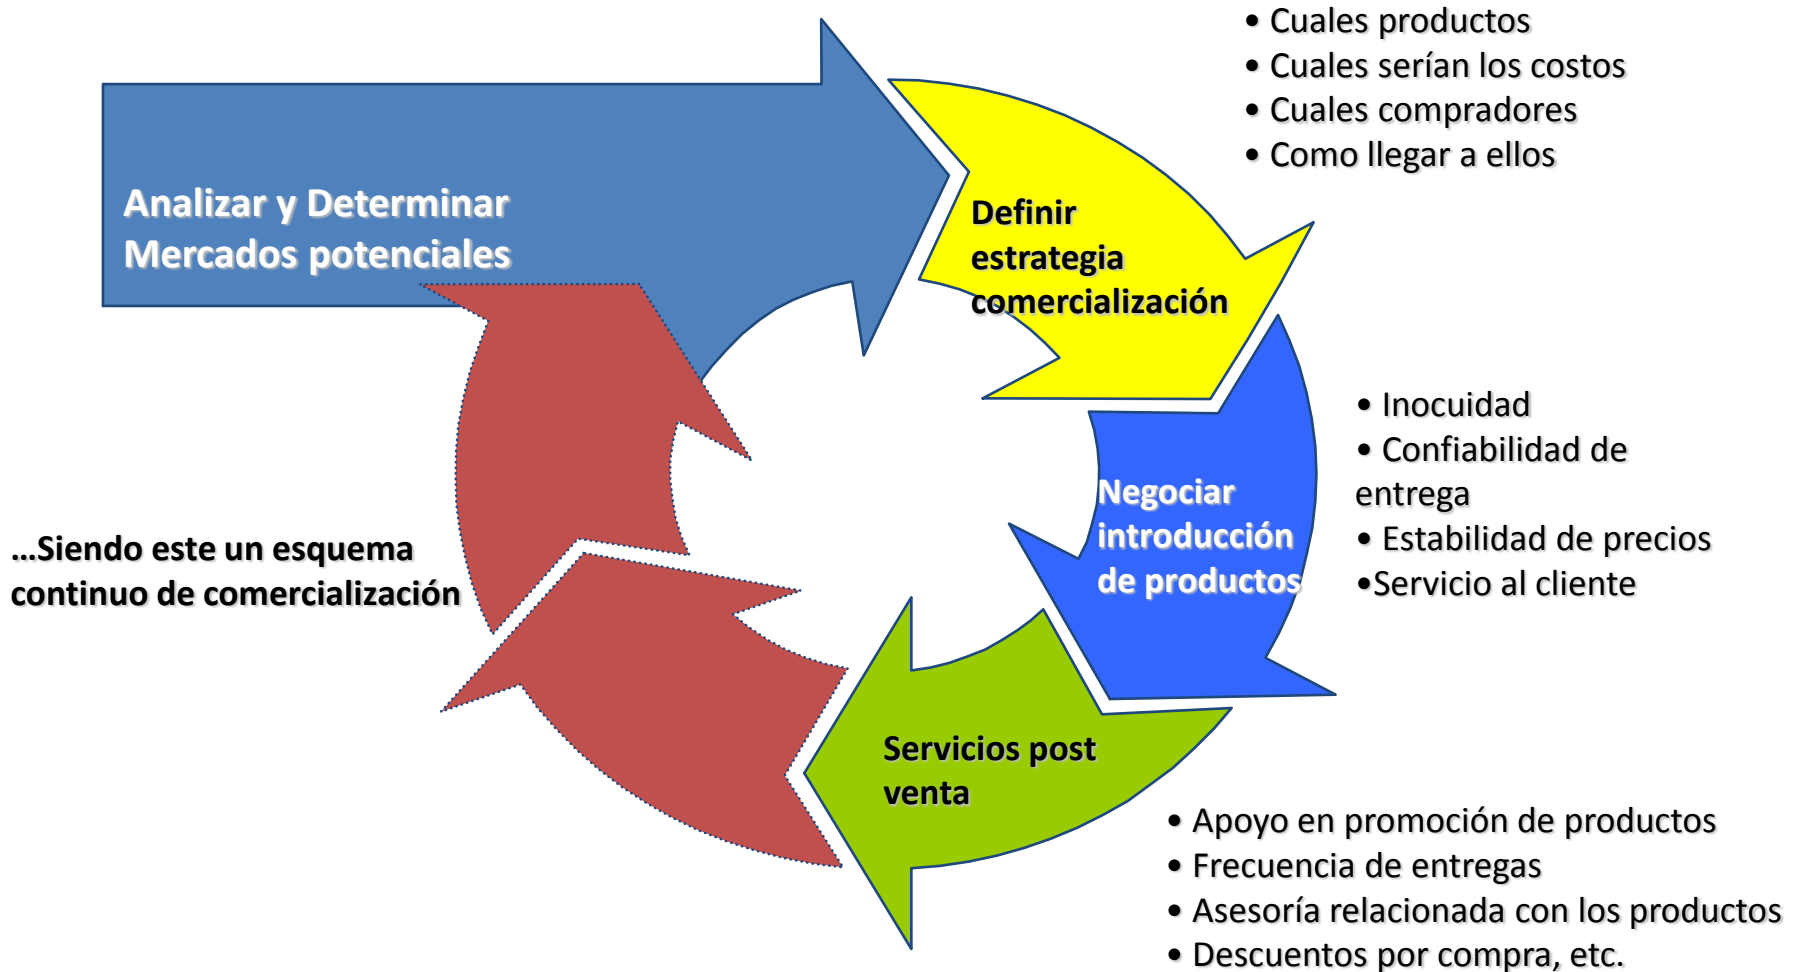 • Cuales productos
• Cuales serían los costos
• Cuales compradores
• Como llegar a ellos
Analizar y Determinar
Mercados potenciales
Definir
estrategia
comercialización
• Inocuidad
• Confiabilidad de
entrega
• Estabilidad de precios
•Servicio al cliente
Negociar
introducción
de productos
...Siendo este un esquema
continuo de comercialización
Servicios post
venta
• Apoyo en promoción de productos
• Frecuencia de entregas
• Asesoría relacionada con los productos
• Descuentos por compra, etc.